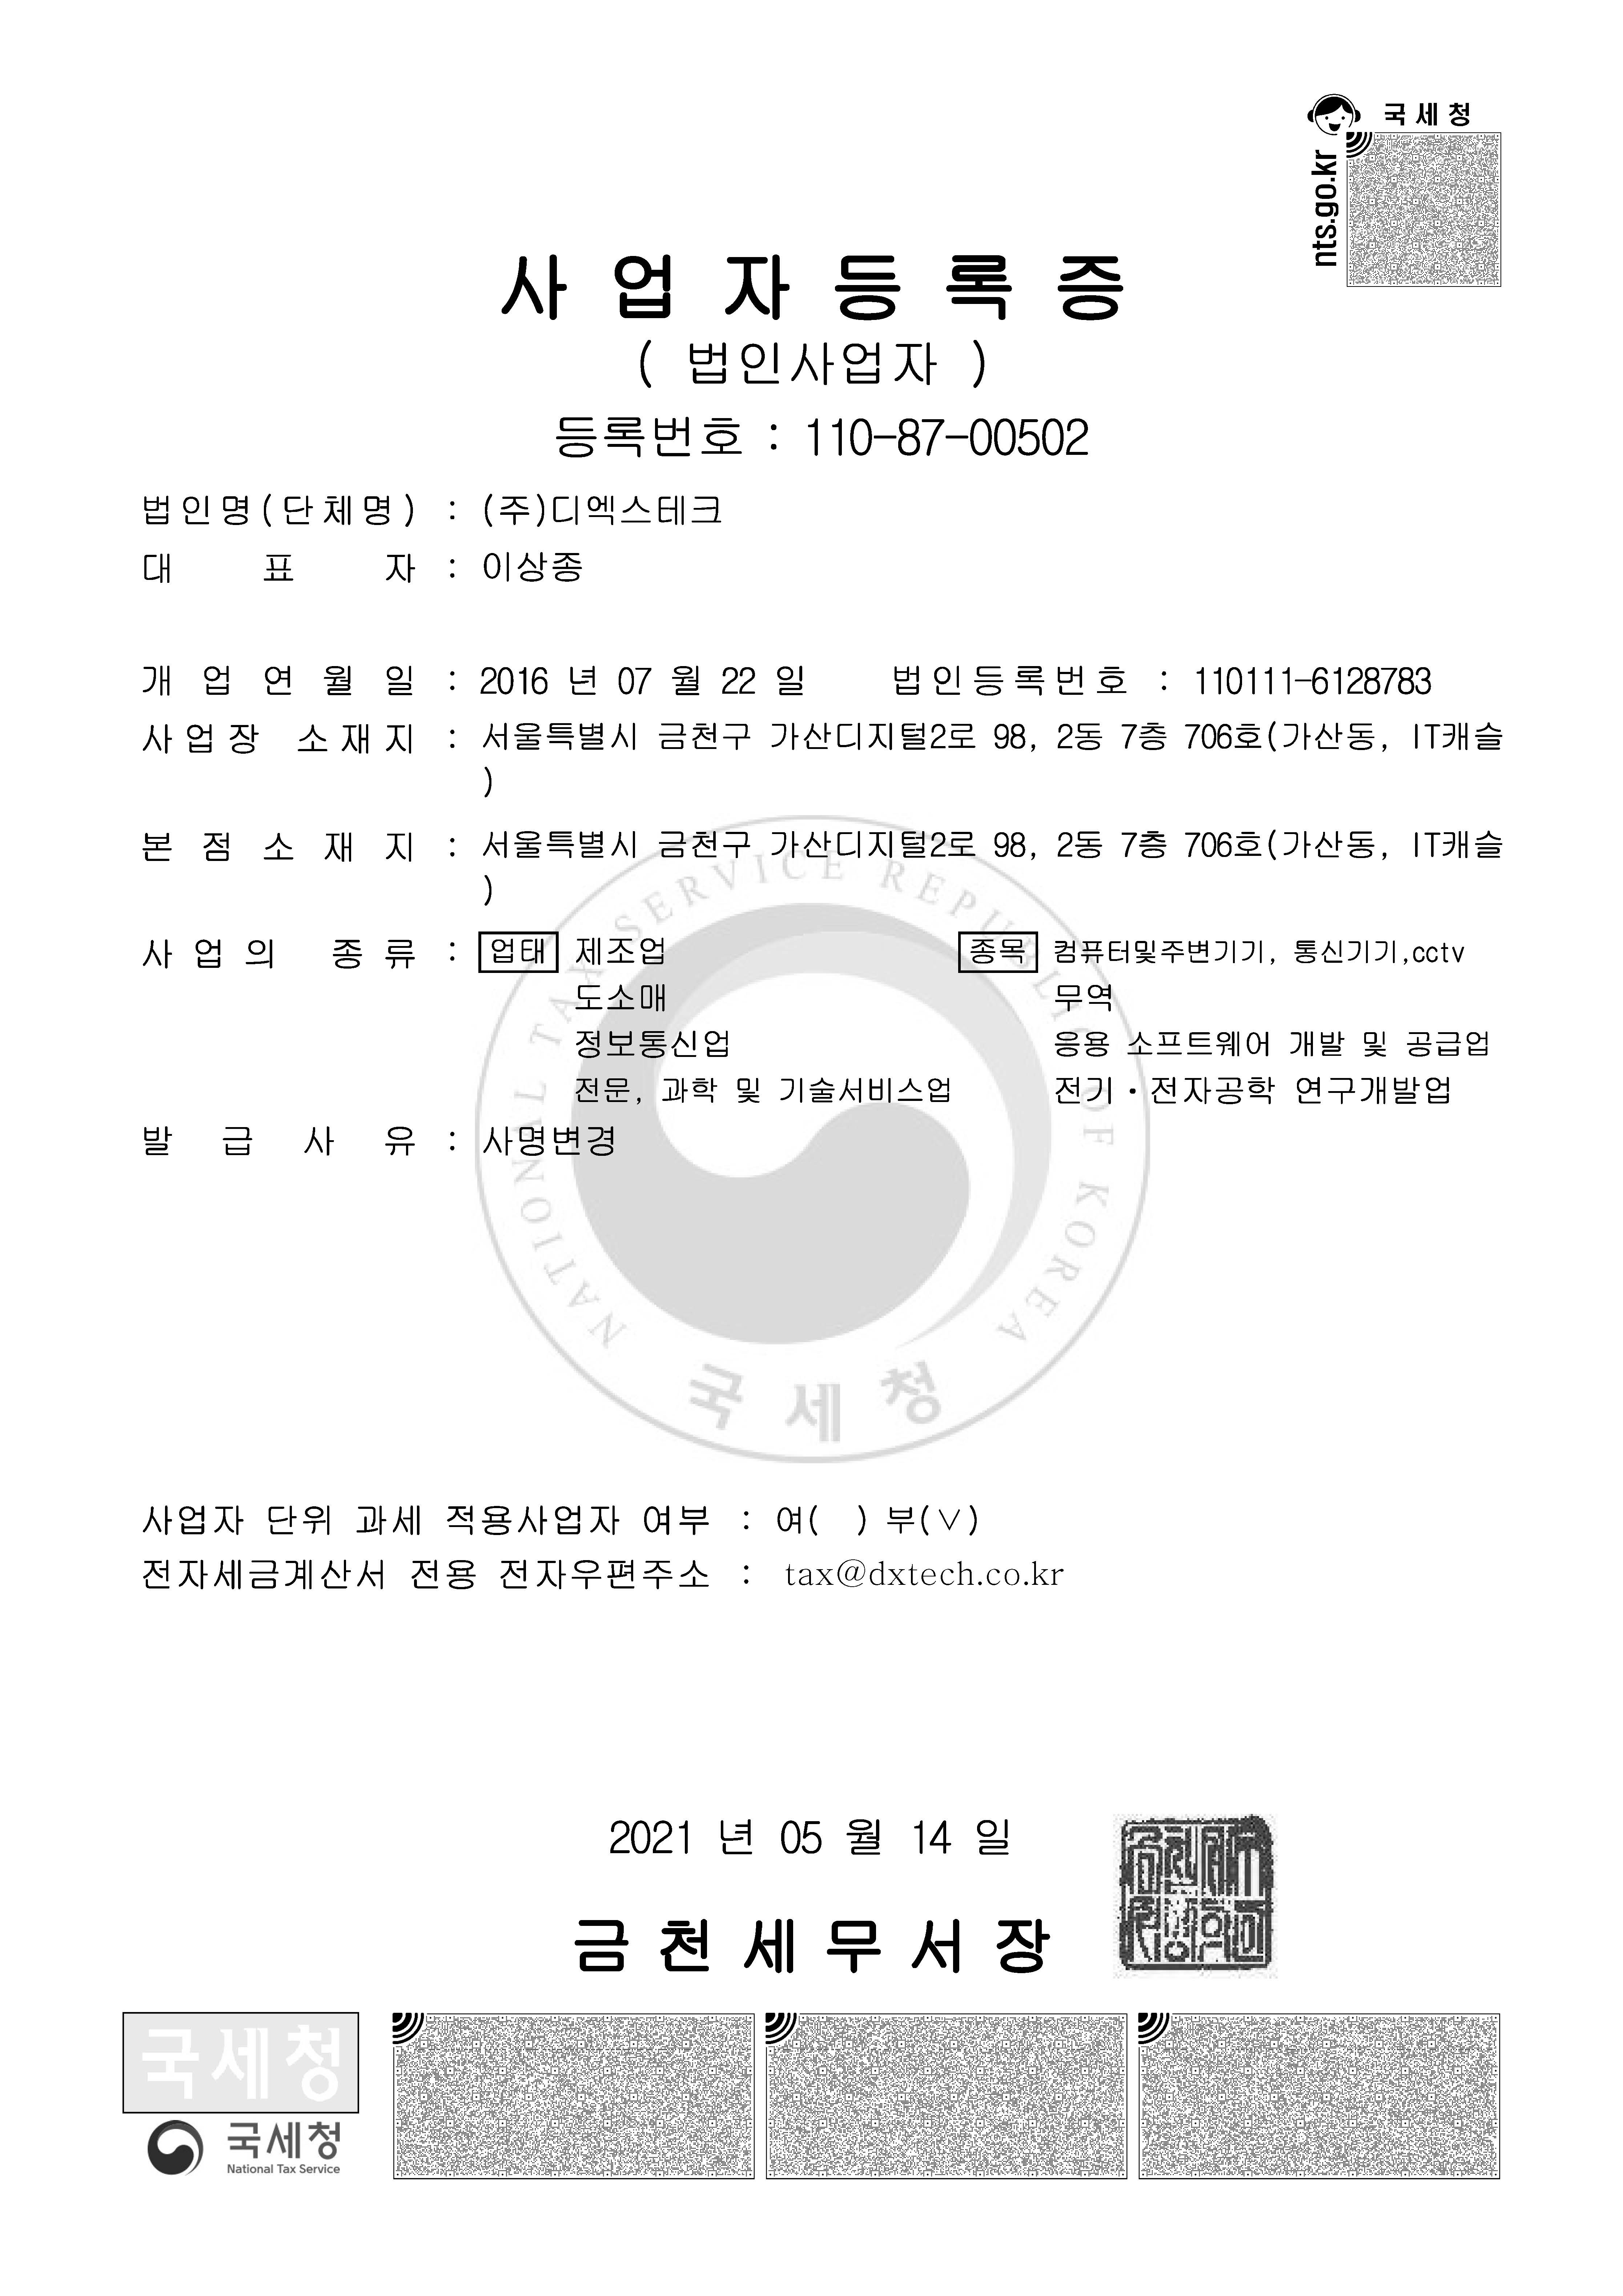 국세청
nts.go.kr
사업자등록증
( 법인사업자 )
등록번호 : 110-87-00502
법인명(단체명) : (주)디엑스테크
대 표 자 : 이상종
개 업 연 월 일 : 2016 년 07 월 22 일 법인등록번호 : 110111-6128783
사업장 소재지 : 서울특별시 금천구 가산디지털2로 98, 2동 7층 706호(가산동, IT캐슬
)
본 점 소 재 지 : 서울특별시 금천구 가산디지털2로 98, 2동 7층 706호(가산동, IT캐슬
)
사업의 종류 : 업태 제조업 종목 컴퓨터및주변기기, 통신기기,cctv
도소매 무역
정보통신업 응용 소프트웨어 개발 및 공급업
전문, 과학 및 기술서비스업 전기·전자공학 연구개발업
발 급 사 유 : 사명변경
NATIONAL TAX SERVICE REPUBLIC OF KOREA
국세청
사업자 단위 과세 적용사업자 여부 : 여( ) 부(∨)
전자세금계산서 전용 전자우편주소 : tax@dxtech.co.kr
2021 년 05 월 14 일
금천세무서장
국세청
국세청
National Tax Service